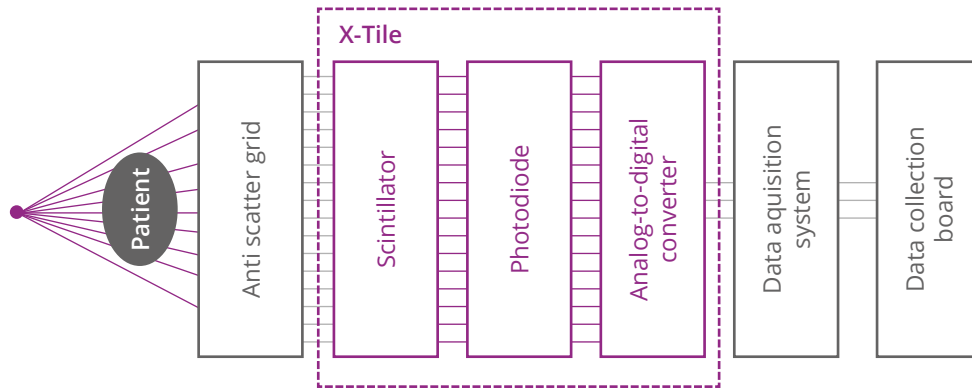 X-Tile
Patient
Anti scatter grid
Scintillator
Photodiode
Analog-to-digital
converter
Data aquisition
system
Data collection
board